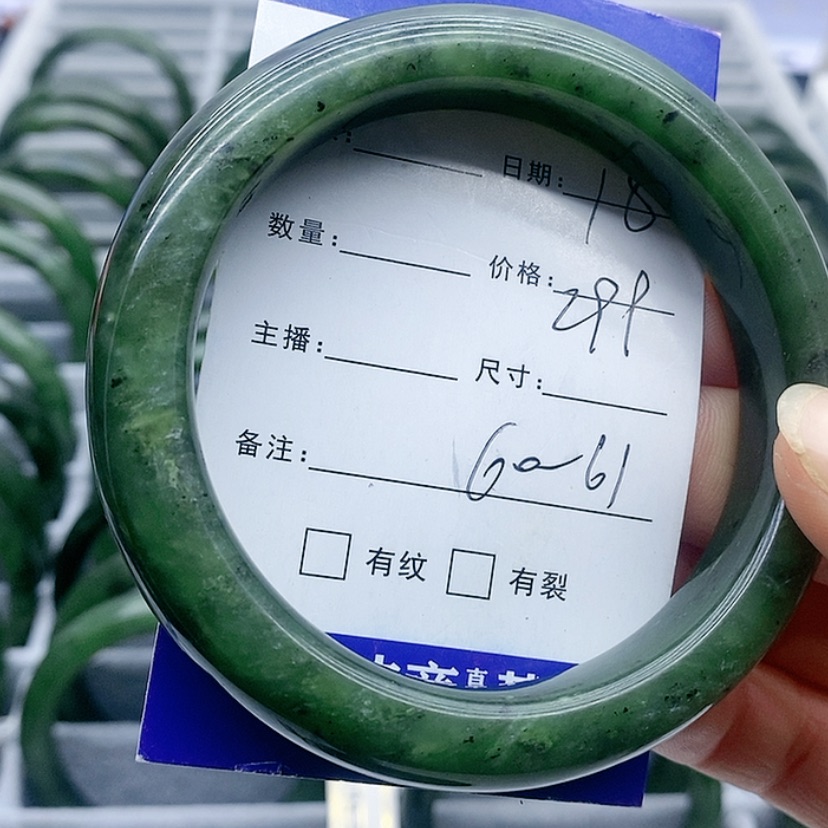 日期: 18
数量:
价格: 299
主播:
尺寸:
备注: 60~61
有纹 有裂